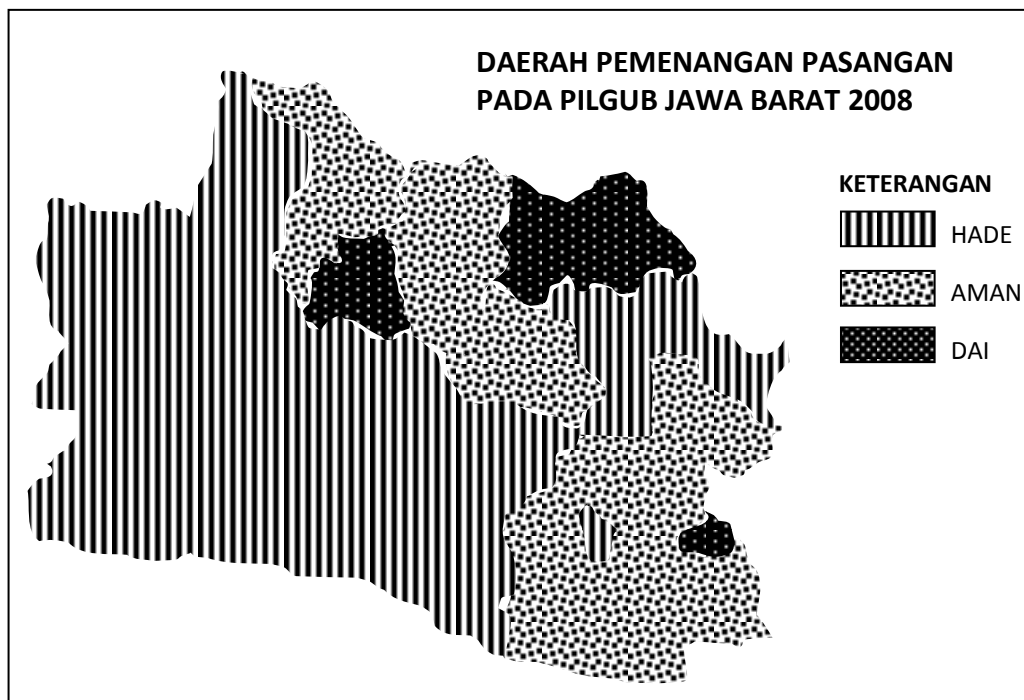 DAERAH PEMENANGAN PASANGAN
PADA PILGUB JAWA BARAT 2008
KETERANGAN
HADE
AMAN
DAI